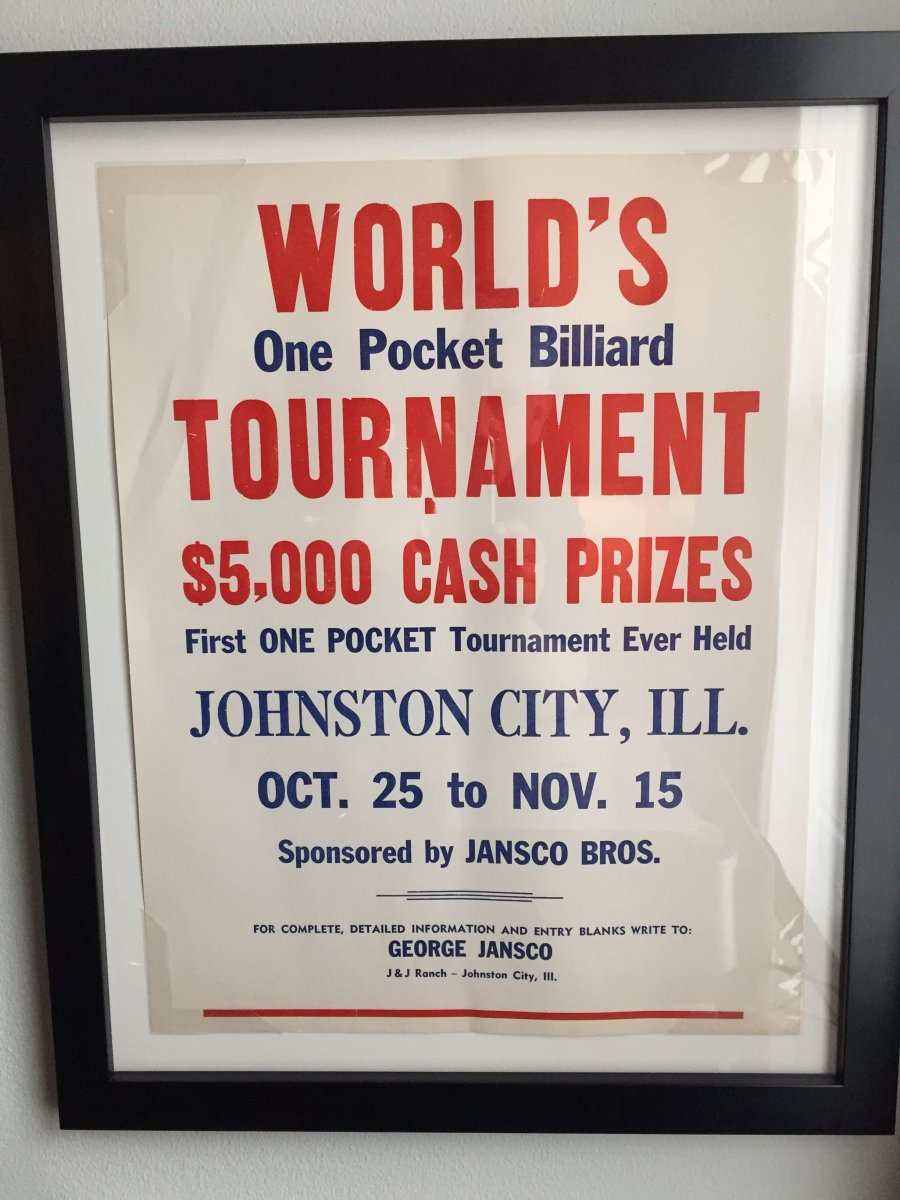 WORLD'S
One Pocket Billiard
TOURNAMENT
$5,000 CASH PRIZES
First ONE POCKET Tournament Ever Held
JOHNSTON CITY, ILL.
OCT. 25 to NOV. 15
Sponsored by JANSCO BROS.
FOR COMPLETE, DETAILED INFORMATION AND ENTRY BLANKS WRITE TO:
GEORGE JANSCO
J & J Ranch – Johnston City, Ill.